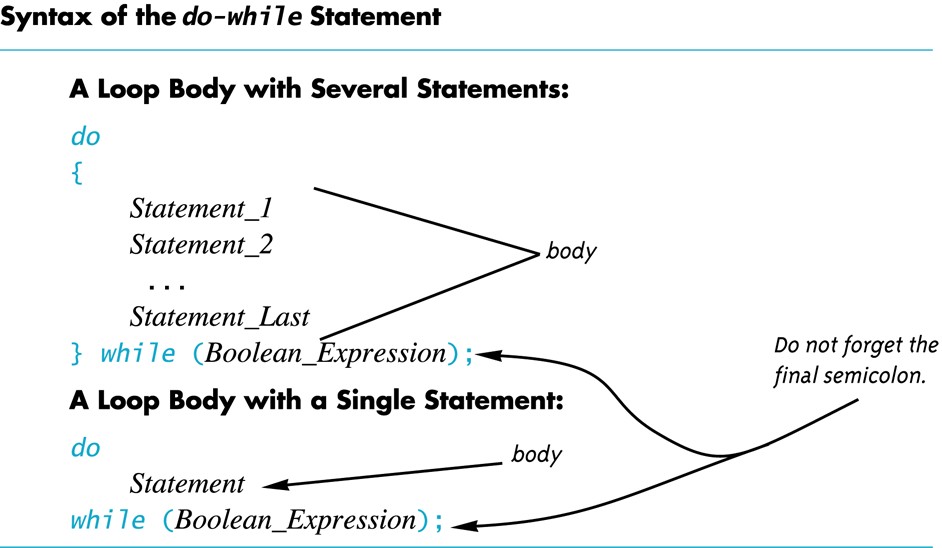 Syntax of the do-while Statement
A Loop Body with Several Statements:
do
{
Statement_1
Statement_2
...
Statement_Last
body
} while (Boolean_Expression);
Do not forget the
final semicolon.
A Loop Body with a Single Statement:
do
body
Statement
while (Boolean_Expression);